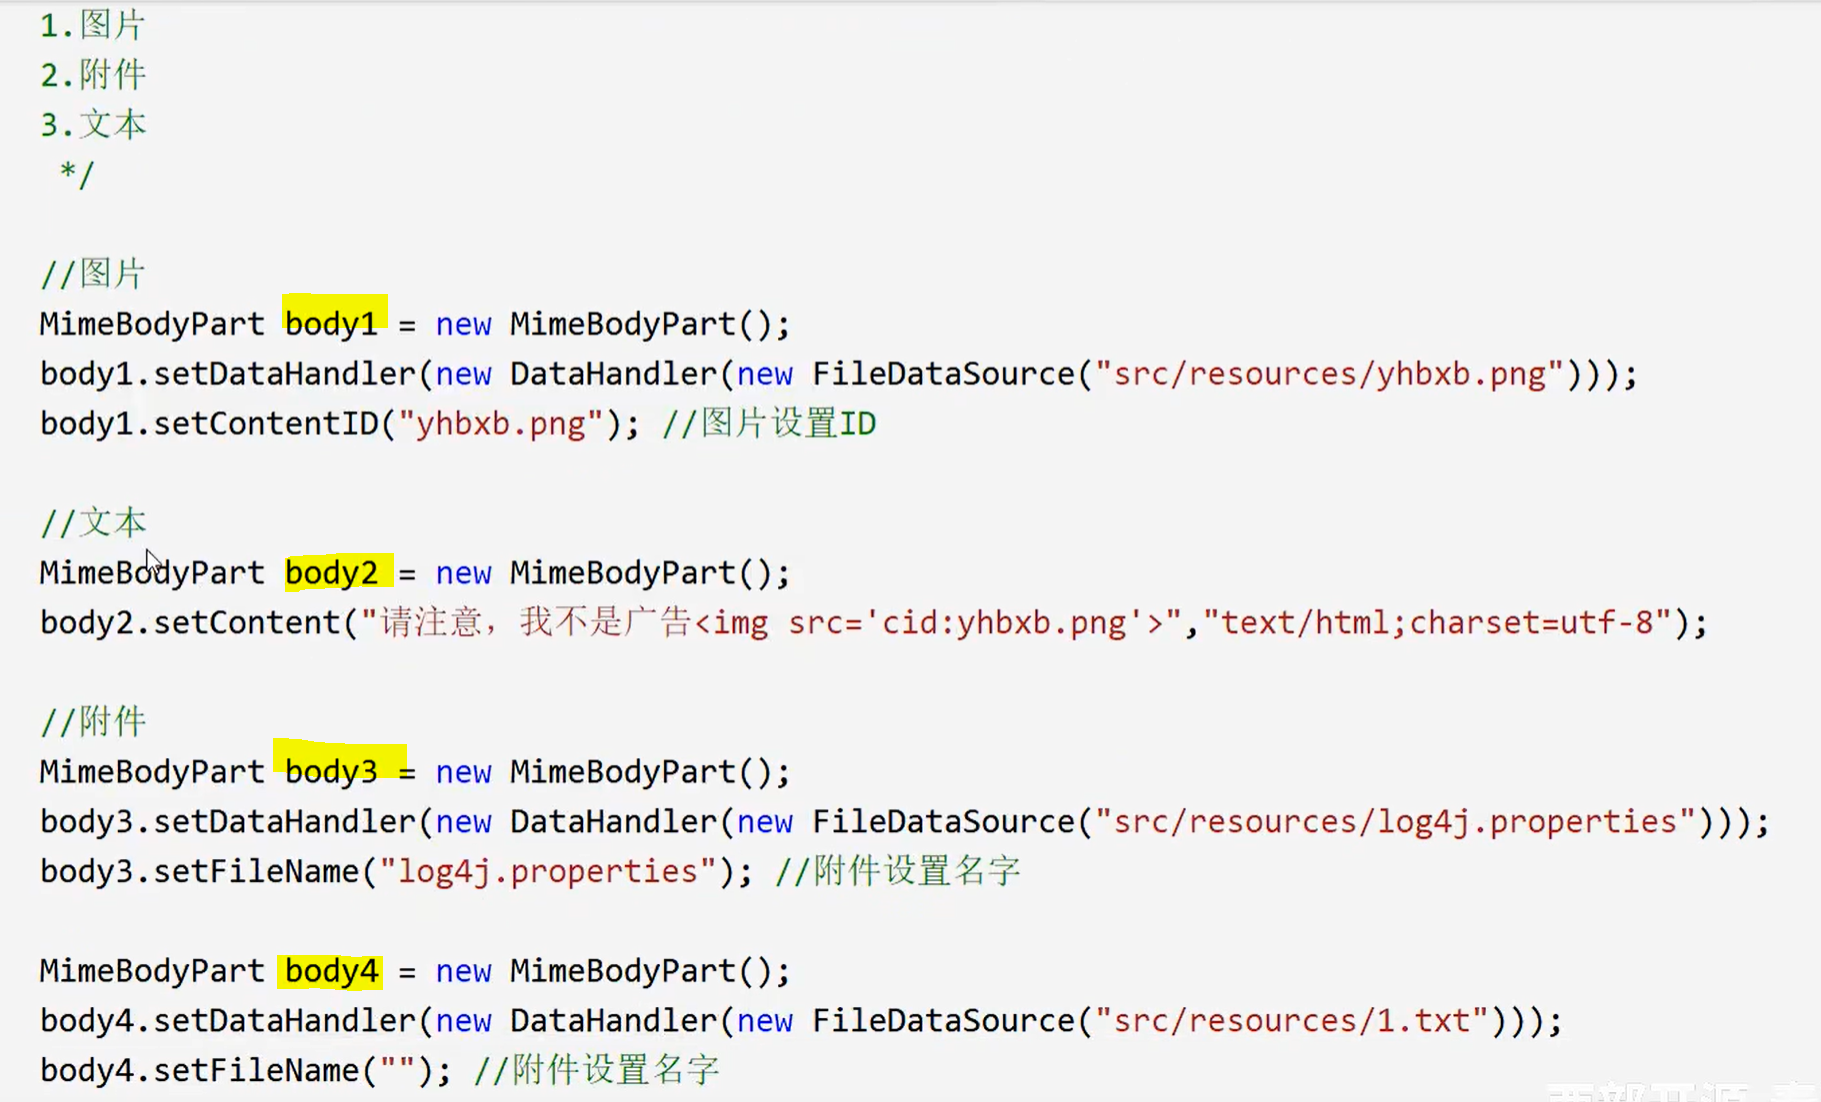 1.图片
2.附件
3.文本
*/
//图片
MimeBodyPart body1 = new MimeBodyPart();
body1.setDataHandler(new DataHandler(new FileDataSource("src/resources/yhbxb.png")));
body1.setContentID("yhbxb.png"); //图片设置ID
//文本
MimeBodyPart body2 = new MimeBodyPart();
body2.setContent("请注意，我不是广告<img src='cid:yhbxb.png'>","text/html;charset=utf-8");
//附件
MimeBodyPart body3 = new MimeBodyPart();
body3.setDataHandler(new DataHandler(new FileDataSource("src/resources/log4j.properties")));
body3.setFileName("log4j.properties"); //附件设置名字
MimeBodyPart body4 = new MimeBodyPart();
body4.setDataHandler(new DataHandler(new FileDataSource("src/resources/1.txt")));
body4.setFileName(""); //附件设置名字